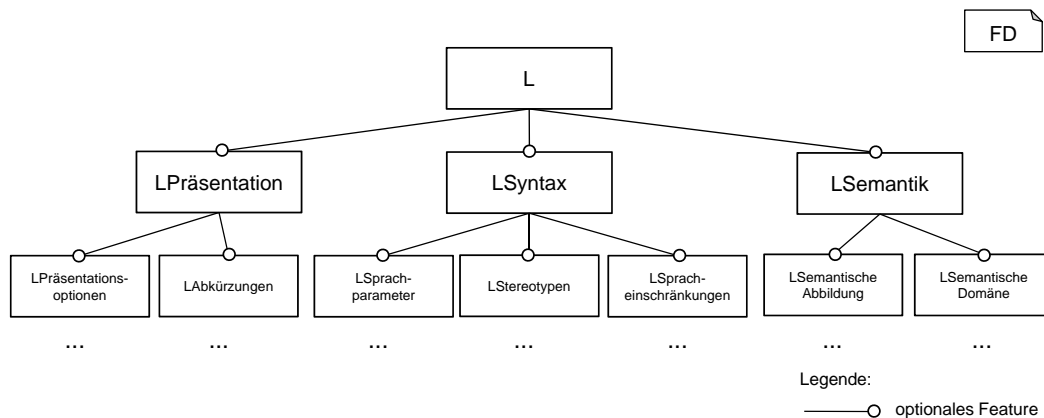 FD
L
LPräsentation
LSyntax
LSemantik
LPräsentations-
optionen
LAbkürzungen
LSprach-
parameter
LStereotypen
LSprach-
einschränkungen
LSemantische
Abbildung
LSemantische
Domäne
... ... ... ... ... ... ...
Legende:
optionales Feature